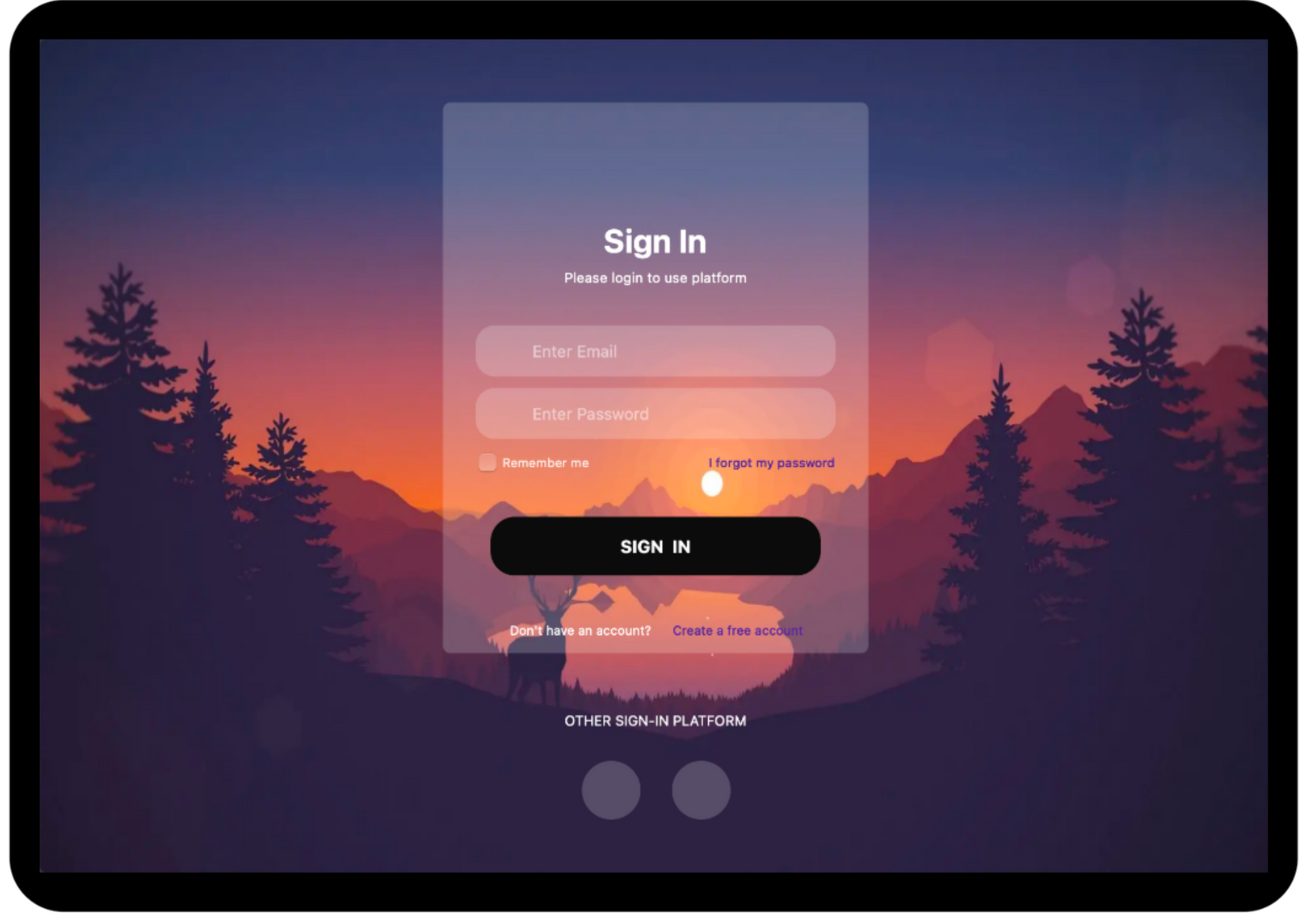 Sign In
Please login to use platform
Enter Email
Enter Password
Remember me
I forgot my password
SIGN IN
Don't have an account?
Create a free account
OTHER SIGN-IN PLATFORM